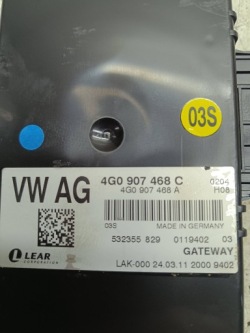 03S
VW AG
4G0 907 468 C 0204
4G0 907 468 A H08
03S MADE IN GERMANY
532355 829 0119402 03
LEAR
CORPORATION
GATEWAY
LAK-000 24.03.11 2000 9402